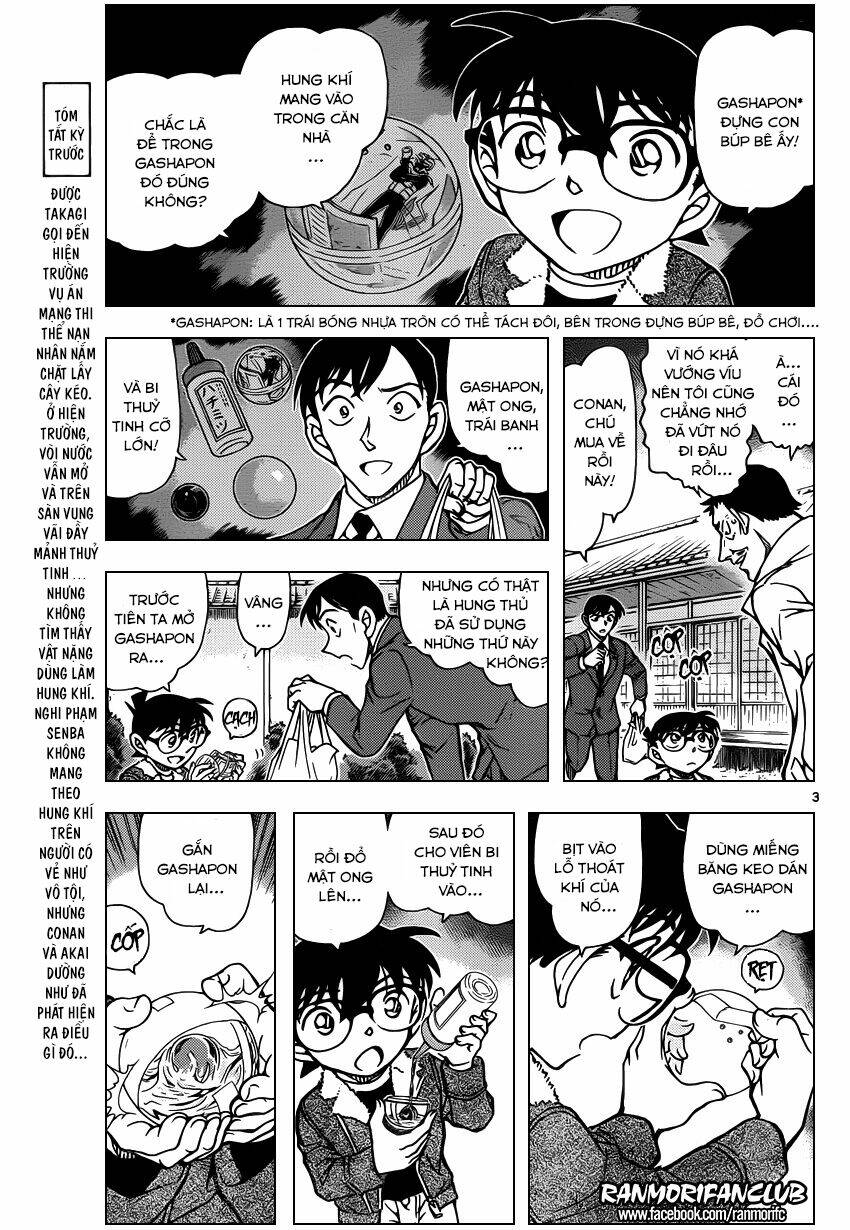 TÓM
TẮT KỲ
TRƯỚC
ĐƯỢC
TAKAGI
GỌI ĐẾN
HIỆN
TRƯỜNG
VỤ ÁN
MẠNG THI
THỂ NẠN
NHÂN NẮM
CHẶT LẤY
CÂY KÉO.
Ở HIỆN
TRƯỜNG,
VÒI NƯỚC
VẪN MỞ
VÀ TRÊN
SÀN VUNG
VÃI ĐẦY
MẢNH THUỶ
TINH ...
NHƯNG
KHÔNG
TÌM THẤY
VẬT NẶNG
DÙNG LÀM
HUNG KHÍ.
NGHI PHẠM
SENBA
KHÔNG
MANG
THEO
HUNG KHÍ
TRÊN
NGƯỜI CÓ
VẺ NHƯ
VÔ TỘI,
NHƯNG
CONAN
VÀ AKAI
DƯỜNG
NHƯ ĐÃ
PHÁT HIỆN
RA ĐIỀU
GÌ ĐÓ...
GASHAPON*
ĐỰNG CON
BÚP BÊ ẤY!
HUNG KHÍ
MANG VÀO
TRONG CĂN
NHÀ
...
CHẮC LÀ
ĐỂ TRONG
GASHAPON
ĐÓ ĐÚNG
KHÔNG?
*GASHAPON: LÀ 1 TRÁI BÓNG NHỰA TRÒN CÓ THỂ TÁCH ĐÔI, BÊN TRONG ĐỰNG BÚP BÊ, ĐỒ CHƠI....
À...
CÁI
ĐÓ
...
VÌ NÓ KHÁ
VƯỚNG VÍU
NÊN TÔI CŨNG
CHẲNG NHỚ
ĐÃ VỨT NÓ
ĐI ĐÂU
RỒI...
CONAN,
CHÚ
MUA VỀ
RỒI
NÀY!
CỘP
CỘP
GASHAPON,
MẬT ONG,
TRÁI BANH
...
VÀ BI
THUỶ
TINH CỠ
LỚN!
ハチミツ
NHƯNG CÓ THẬT
LÀ HUNG THỦ
ĐÃ SỬ DỤNG
NHỮNG THỨ NÀY
KHÔNG?
VÂNG
...
TRƯỚC
TIÊN TA MỞ
GASHAPON
RA...
CẠCH
3
DÙNG MIẾNG
BĂNG KEO DÁN
GASHAPON
...
BỊT VÀO
LỖ THOÁT
KHÍ CỦA
NÓ...
RẸT
SAU ĐÓ
CHO VIÊN BI
THUỶ TINH
VÀO...
RỒI ĐỔ
MẬT ONG
LÊN...
GẮN
GASHAPON
LẠI...
CỐP
RANMORIFANCLUB
www.facebook.com/ranmorifc